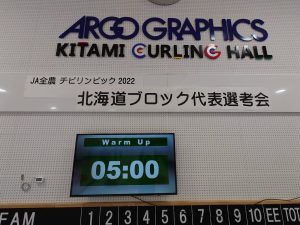 ARGO GRAPHICS
KITAMI CURLING HALL
JA全農 チビリンピック 2022
北海道ブロック代表選考会
Warm Up
05:00
EAM 1 2 3 4 5 6 7 8 9 10 EE TOT